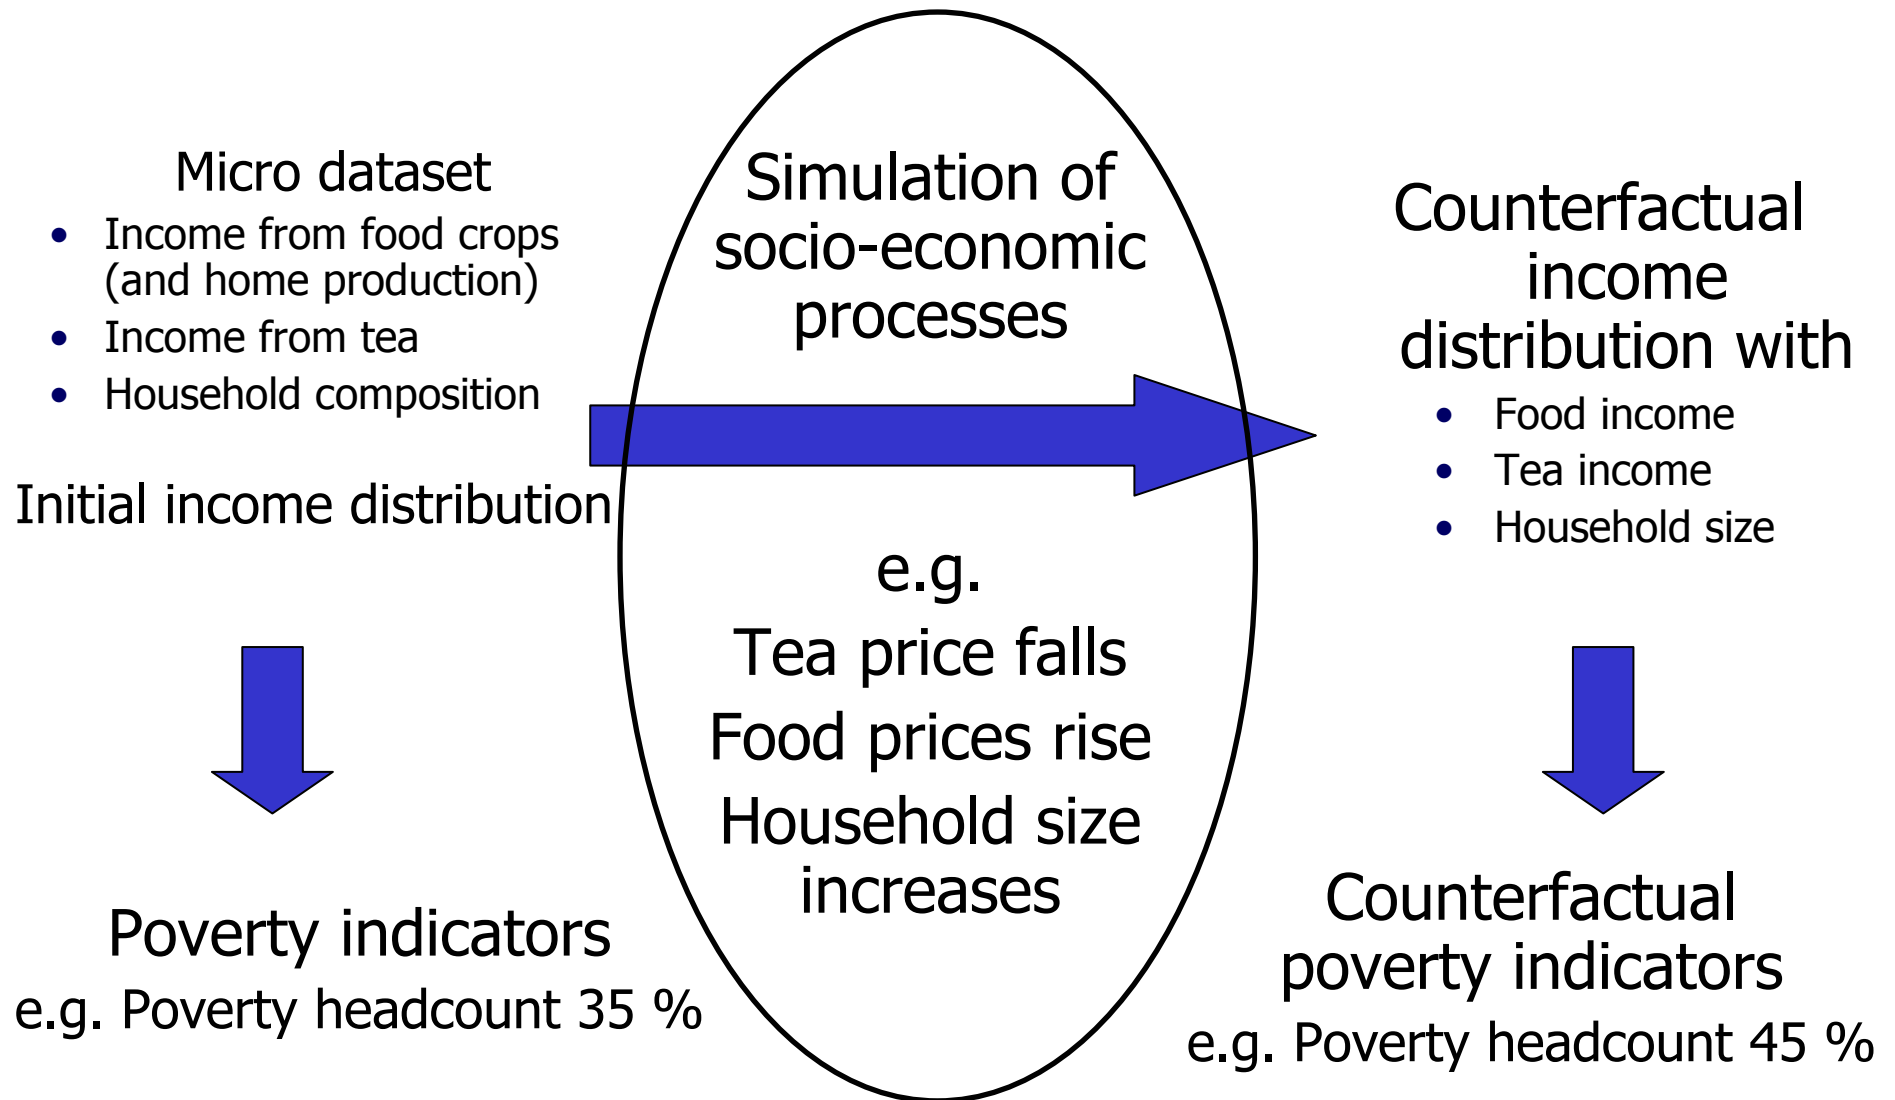 Micro dataset
• Income from food crops
(and home production)
• Income from tea
• Household composition
Initial income distribution
Poverty indicators
e.g. Poverty headcount 35 %
Simulation of
socio-economic
processes
e.g.
Tea price falls
Food prices rise
Household size
increases
Counterfactual
income
distribution with
• Food income
• Tea income
• Household size
Counterfactual
poverty indicators
e.g. Poverty headcount 45 %